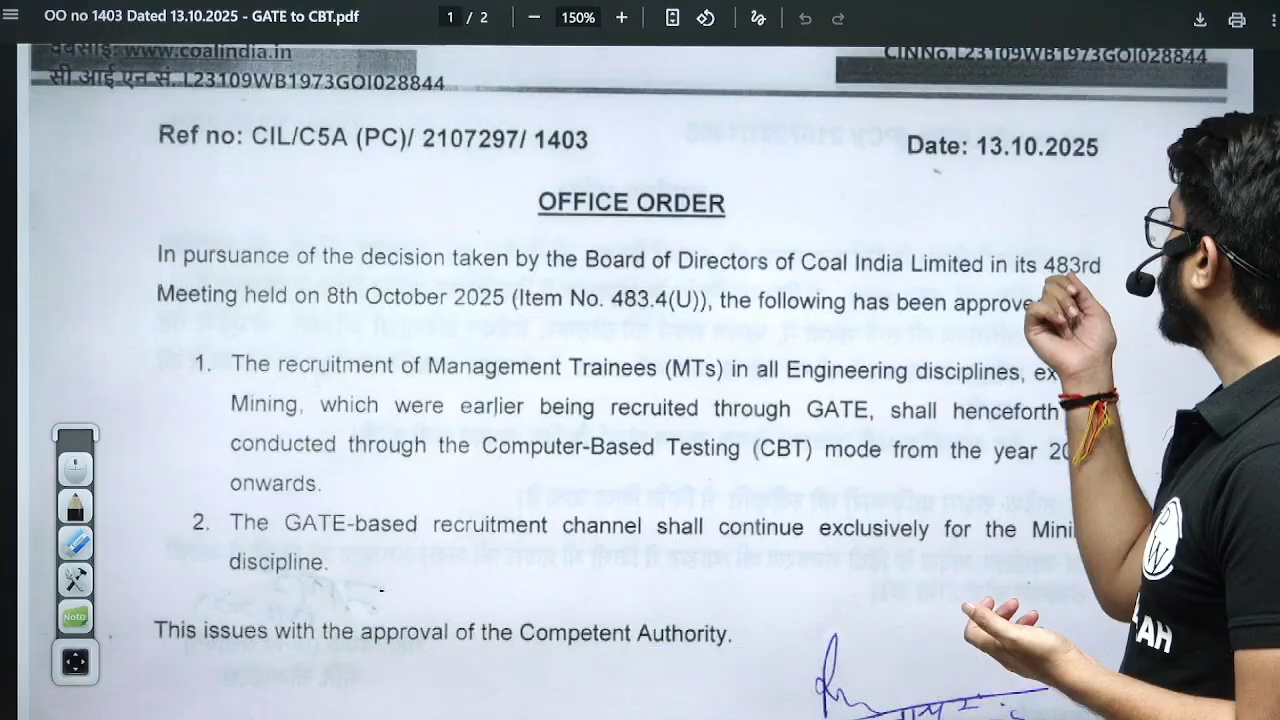 OO no 1403 Dated 13.10.2025 - GATE to CBT.pdf
1 / 2
150%
वेबसाई: www.coalindia.in
CINNo.L23109WB1973GOI028844
सी आई एन सं. L23109WB1973GOI028844
Ref no: CIL/C5A (PC)/ 2107297/ 1403
Date: 13.10.2025
OFFICE ORDER
In pursuance of the decision taken by the Board of Directors of Coal India Limited in its 483rd
Meeting held on 8th October 2025 (Item No. 483.4(U)), the following has been approve
1. The recruitment of Management Trainees (MTs) in all Engineering disciplines, ex
Mining, which were earlier being recruited through GATE, shall henceforth
conducted through the Computer-Based Testing (CBT) mode from the year 20
onwards.
2. The GATE-based recruitment channel shall continue exclusively for the Mini
discipline.
This issues with the approval of the Competent Authority.
Note
W
AH